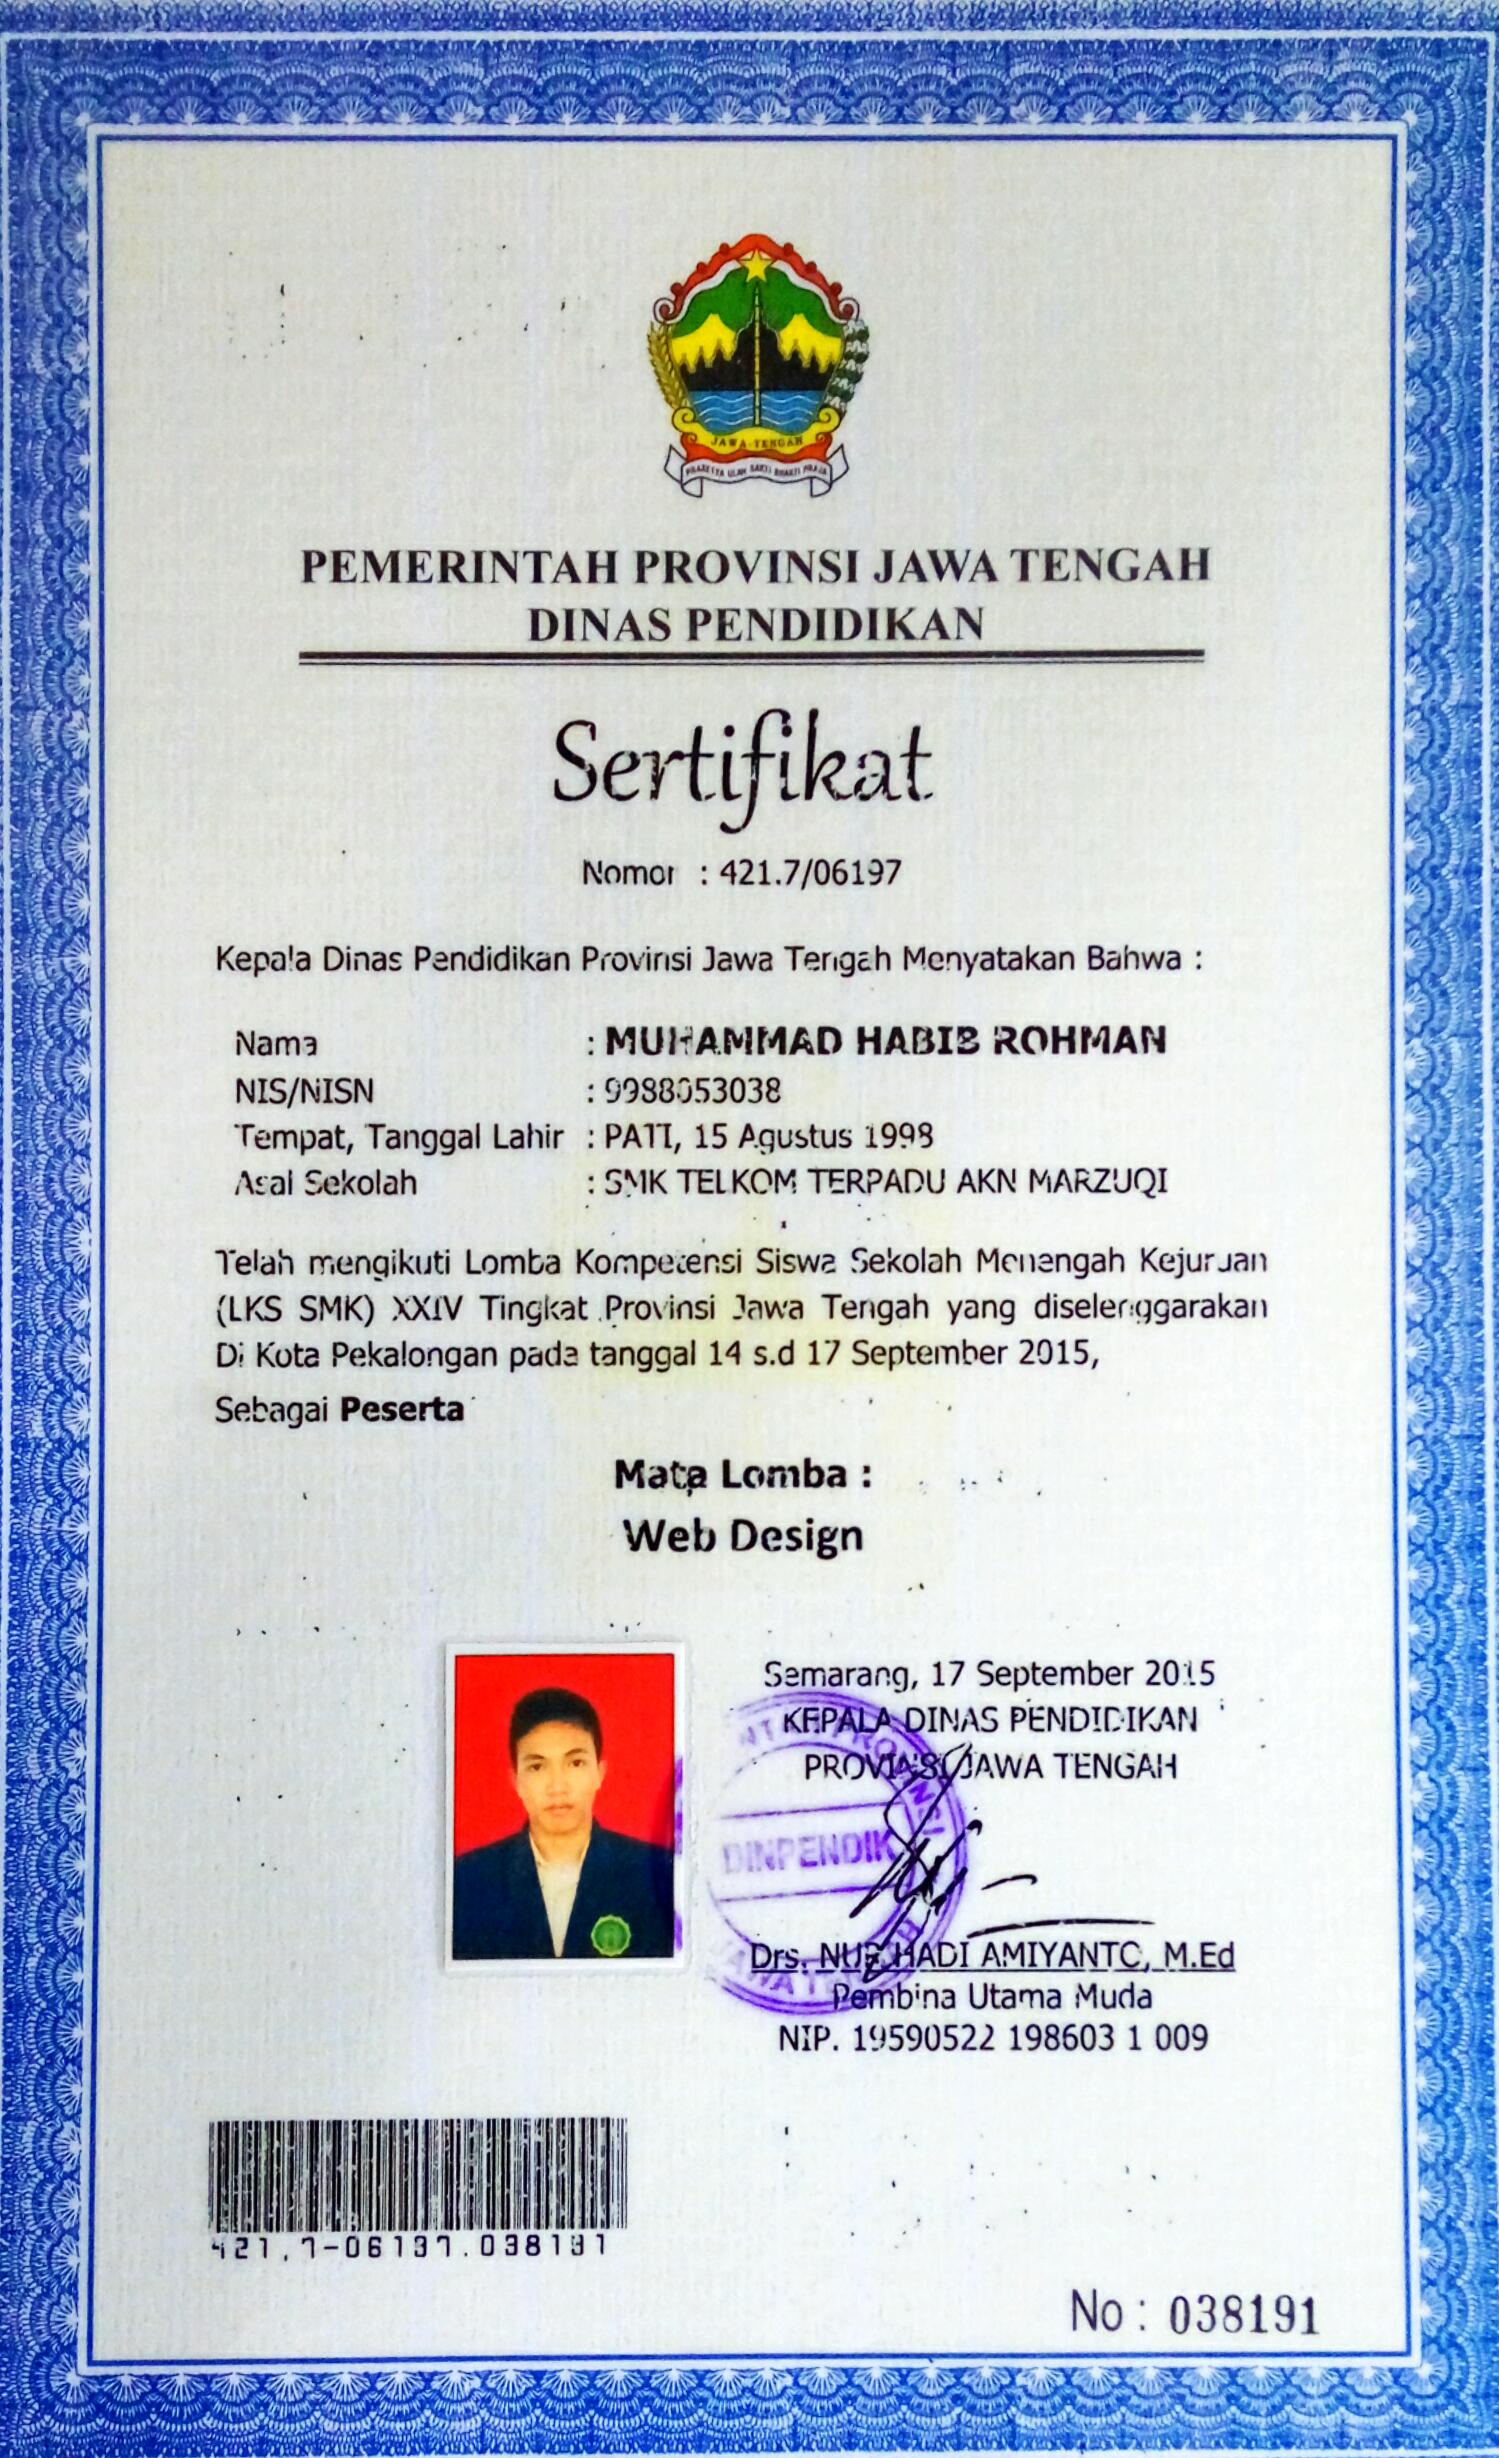 JAWA-TENGAH
PRASETYA ULAH SAKTI BHAKTI PRAJA
PEMERINTAH PROVINSI JAWA TENGAH
DINAS PENDIDIKAN
Sertifikat
Nomor : 421.7/06197
Kepala Dinas Pendidikan Provinsi Jawa Tengah Menyatakan Bahwa :
Nama : MUHAMMAD HABIB ROHMAN
NIS/NISN : 9988053038
Tempat, Tanggal Lahir : PATI, 15 Agustus 1998
Asal Sekolah : SMK TELKOM TERPADU AKN MARZUQI
Telah mengikuti Lomba Kompetensi Siswa Sekolah Menengah Kejuruan
(LKS SMK) XXIV Tingkat Provinsi Jawa Tengah yang diselenggarakan
Di Kota Pekalongan pada tanggal 14 s.d 17 September 2015,
Sebagai Peserta
Mata Lomba :
Web Design
Semarang, 17 September 2015
KEPALA DINAS PENDIDIKAN
PROVINSI JAWA TENGAH
DINPENDIK
Drs. NUR HADI AMIYANTO, M.Ed
Pembina Utama Muda
NIP. 19590522 198603 1 009
421.7-06197.038191
No : 038191